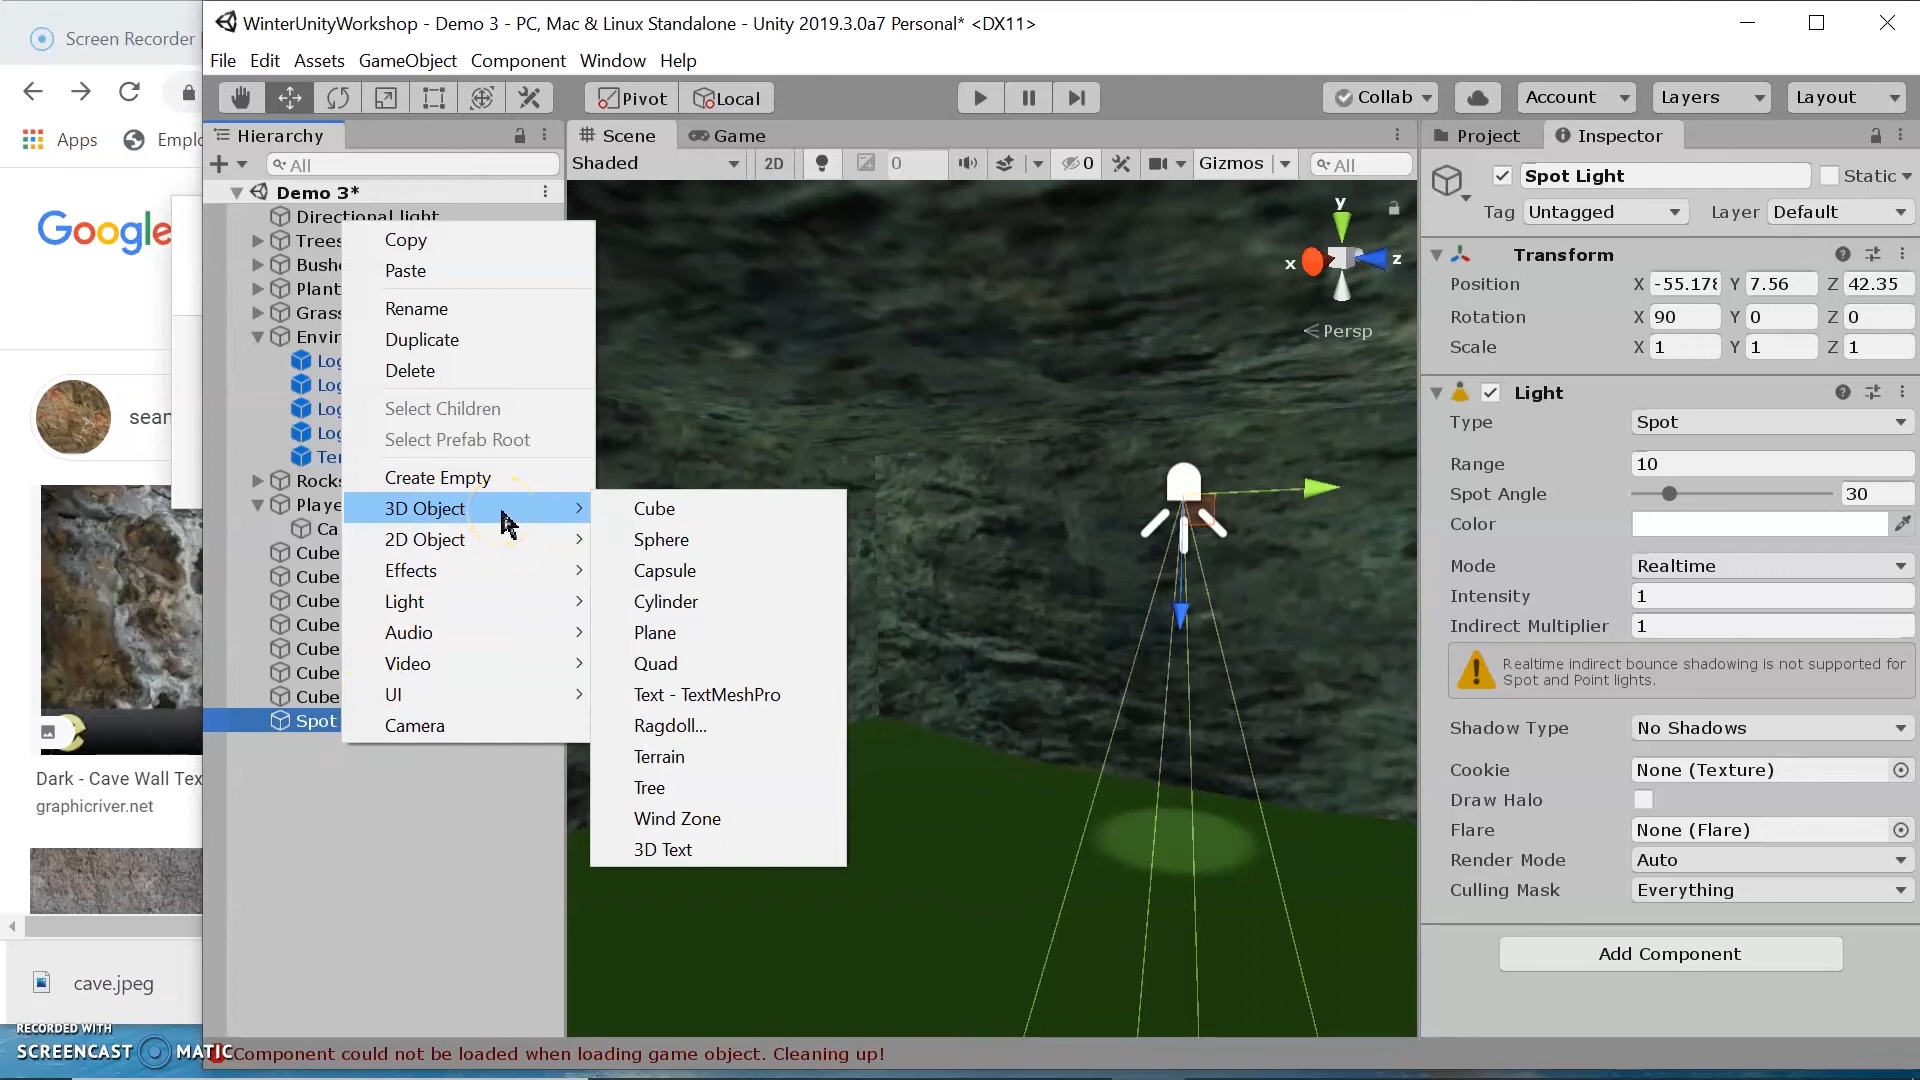 Screen Recorder
WinterUnityWorkshop - Demo 3 - PC, Mac & Linux Standalone - Unity 2019.3.0a7 Personal* <DX11>
File Edit Assets GameObject Component Window Help
Pivot Local Collab Account Layers Layout
Apps Emplo
Hierarchy Scene Game Project Inspector
All Shaded 2D 0 0 Gizmos All
Spot Light Static
Demo 3*
Tag Untagged Layer Default
Directional light
Trees
Bushe
Plant
Grass
Envir
Log
Log
Log
Log
Ter
Rocks
Playe
Ca
Cube
Cube
Cube
Cube
Cube
Cube
Cube
Spot
Google
sean
Dark - Cave Wall Tex
graphicriver.net
cave.jpeg
Copy
Paste
Rename
Duplicate
Delete
Select Children
Select Prefab Root
Create Empty
3D Object
2D Object
Effects
Light
Audio
Video
UI
Camera
Cube
Sphere
Capsule
Cylinder
Plane
Quad
Text - TextMeshPro
Ragdoll...
Terrain
Tree
Wind Zone
3D Text
y
x z
Persp
Transform
Position X -55.178 Y 7.56 Z 42.35
Rotation X 90 Y 0 Z 0
Scale X 1 Y 1 Z 1
Light
Type Spot
Range 10
Spot Angle 30
Color
Mode Realtime
Intensity 1
Indirect Multiplier 1
Realtime indirect bounce shadowing is not supported for
Spot and Point lights.
Shadow Type No Shadows
Cookie None (Texture)
Draw Halo
Flare None (Flare)
Render Mode Auto
Culling Mask Everything
Add Component
RECORDED WITH
SCREENCAST MATIC
Component could not be loaded when loading game object. Cleaning up!